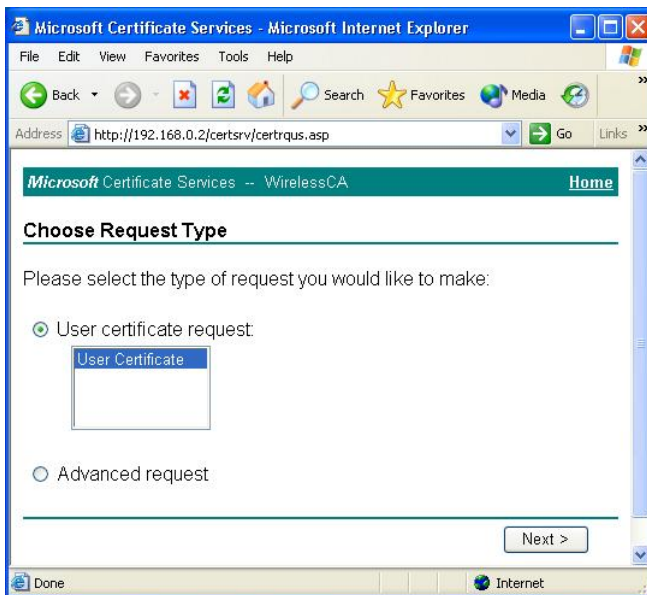 Microsoft Certificate Services - Microsoft Internet Explorer
File Edit View Favorites Tools Help
Back Search Favorites Media »
Address http://192.168.0.2/certsrv/certrqus.asp Go Links »
Microsoft Certificate Services -- WirelessCA Home
Choose Request Type
Please select the type of request you would like to make:
User certificate request:
User Certificate
Advanced request
Next >
Done Internet